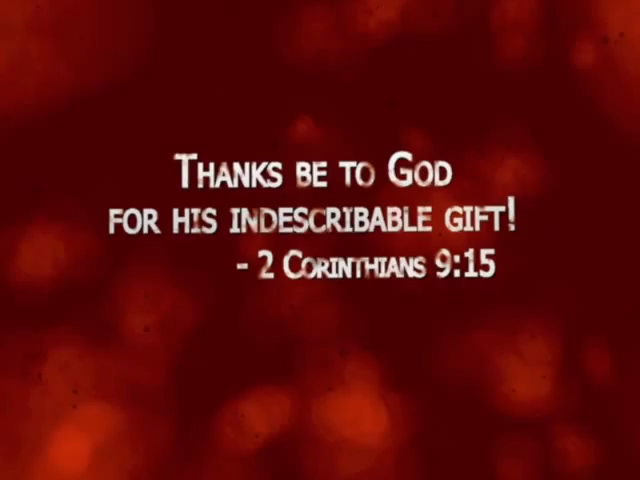 Thanks be to God
for his indescribable gift!
- 2 Corinthians 9:15